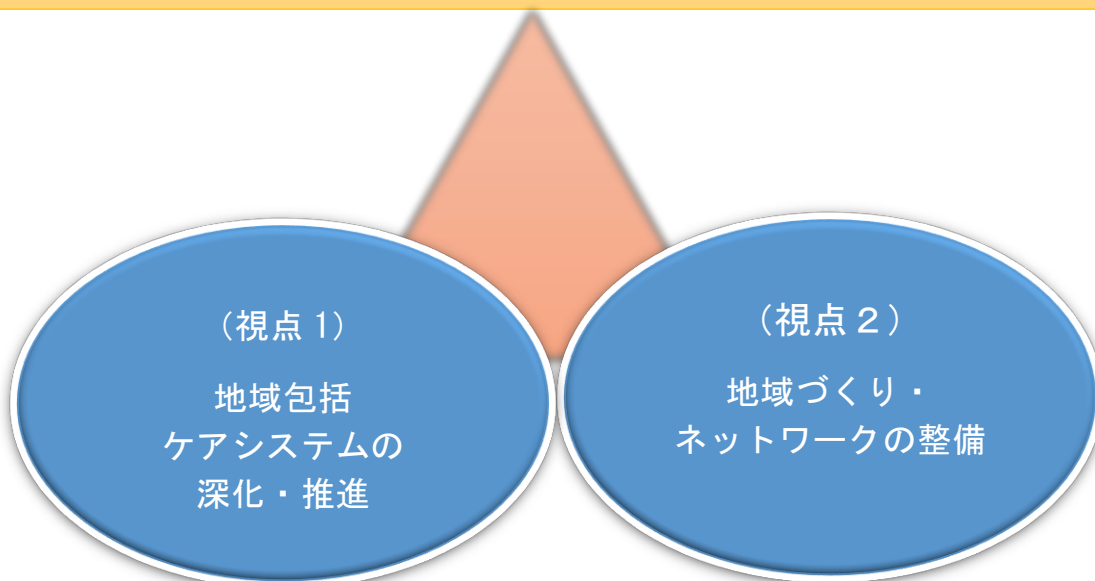 （視点 1）
地域包括
ケアシステムの
深化・推進
（視点２）
地域づくり・
ネットワークの整備